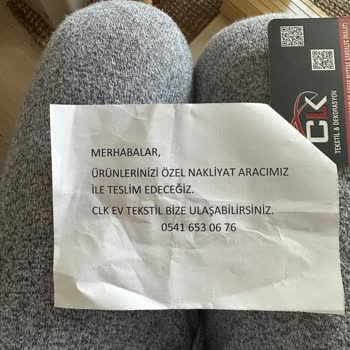 MERHABALAR,
ÜRÜNLERİNİZİ ÖZEL NAKLİYAT ARACIMIZ
İLE TESLİM EDECEĞİZ.
CLK EV TEKSTİL BİZE ULAŞABİLİRSİNİZ.
0541 653 06 76
CLK
TEKSTİL & DEKORASYON